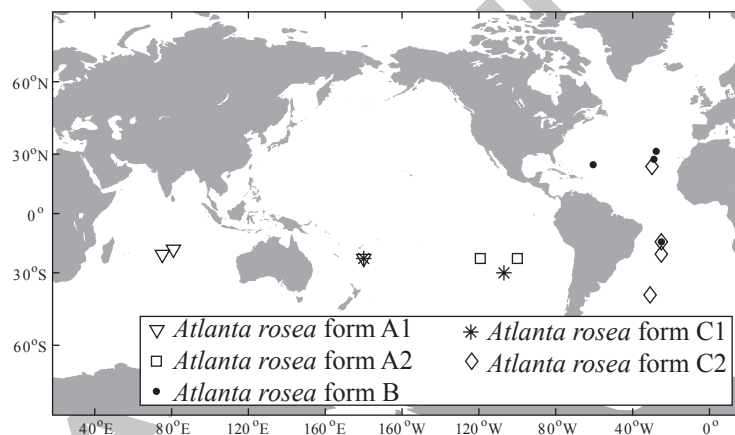 60°N
30°N
0°
30°S
60°S
Atlanta rosea form A1
Atlanta rosea form A2
Atlanta rosea form B
Atlanta rosea form C1
Atlanta rosea form C2
40°E 80°E 120°E 160°E 160°W 120°W 80°W 40°W 0°